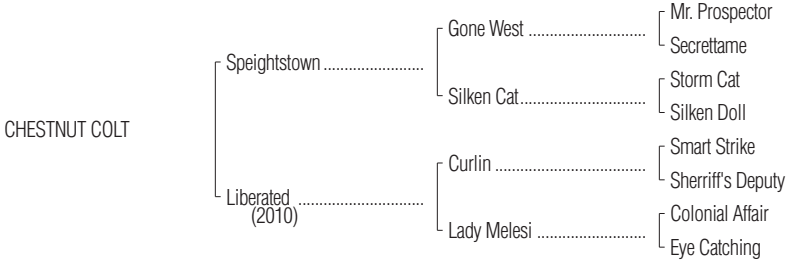 Mr. Prospector
Gone West ..............................
Secrettame
Speightstown .........................
Storm Cat
Silken Cat................................
Silken Doll
CHESTNUT COLT
Smart Strike
Curlin ......................................
Sherriff's Deputy
Liberated ................................
(2010)
Colonial Affair
Lady Melesi ...........................
Eye Catching